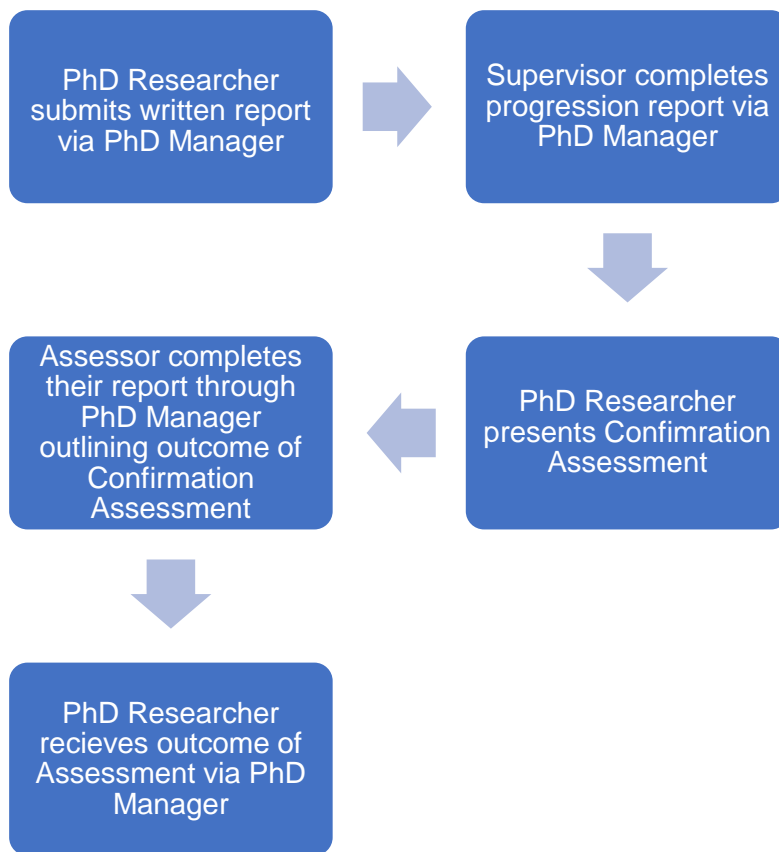 PhD Researcher
submits written report
via PhD Manager
Supervisor completes
progression report via
PhD Manager
PhD Researcher
presents Confimration
Assessment
Assessor completes
their report through
PhD Manager
outlining outcome of
Confirmation
Assessment
PhD Researcher
recieves outcome of
Assessment via PhD
Manager